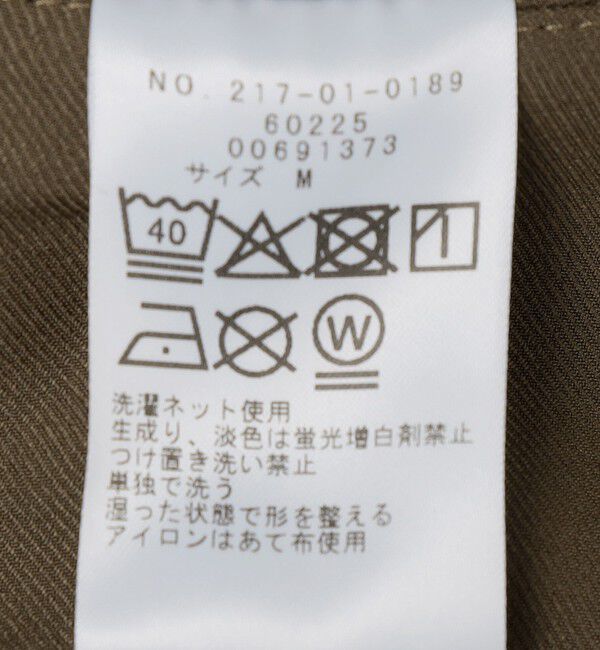 NO. 217-01-0189
60225
00691373
サイズ M
40
W
洗濯ネット使用
生成り、淡色は蛍光増白剤禁止
つけ置き洗い禁止
単独で洗う
湿った状態で形を整える
アイロンはあて布使用